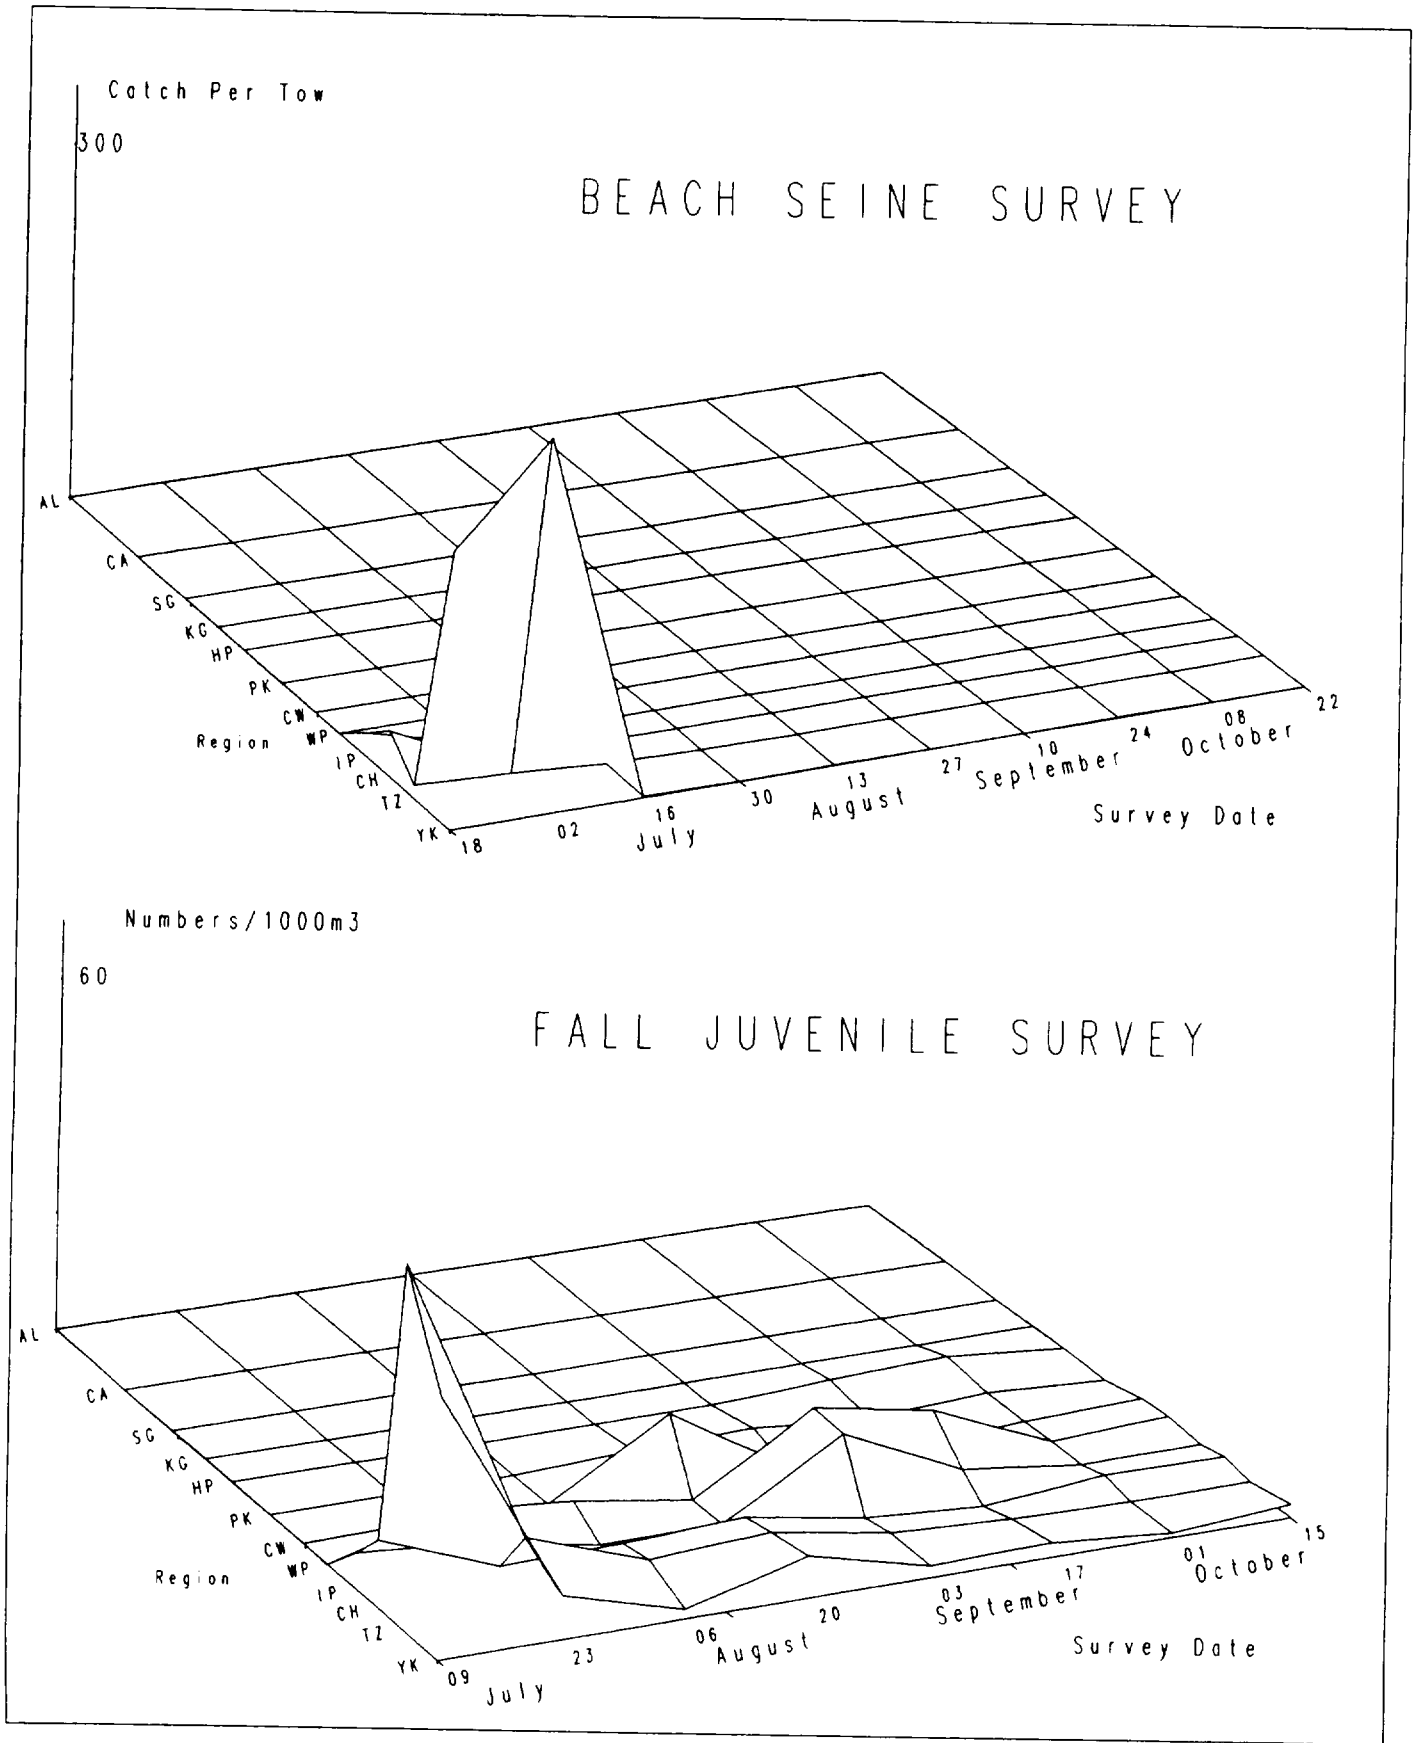 Catch Per Tow
300
BEACH SEINE SURVEY
AL
CA
SG
KG
HP
PK
CW
Region WP
IP
CH
TZ
YK
18 02 16 30 13 27 10 24 08 22
July August September October
Survey Date
Numbers/1000m3
60
FALL JUVENILE SURVEY
AL
CA
SG
KG
HP
PK
CW
Region WP
IP
CH
TZ
YK
09 23 06 20 03 17 01 15
July August September October
Survey Date